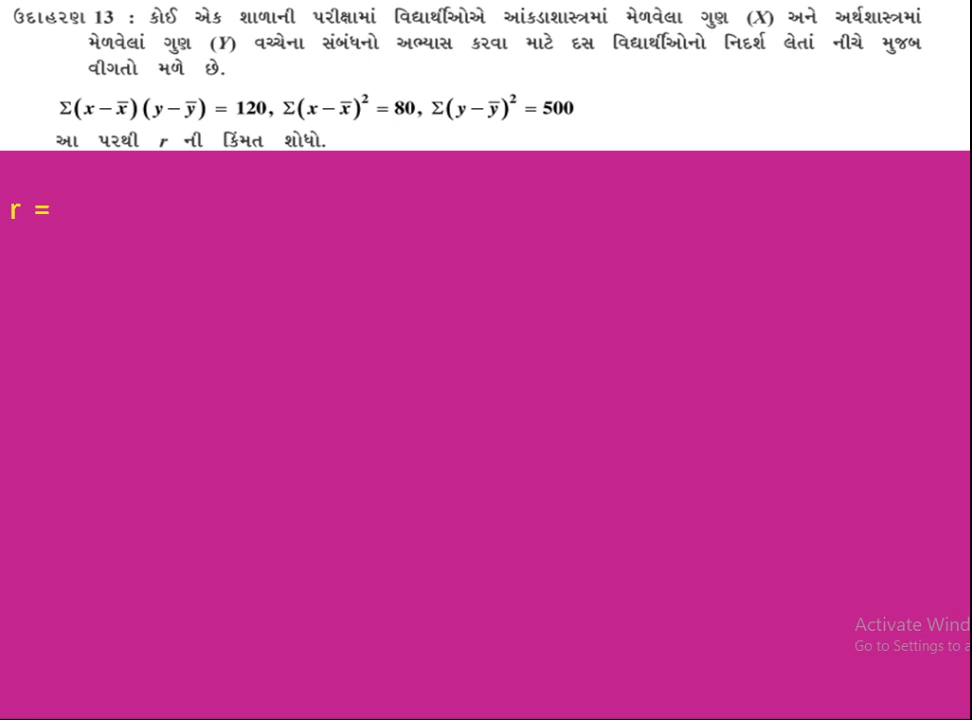 ઉદાહરણ 13 : કોઈ એક શાળાની પરીક્ષામાં વિદ્યાર્થીઓએ આંકડાશાસ્ત્રમાં મેળવેલા ગુણ (X) અને અર્થશાસ્ત્રમાં
મેળવેલાં ગુણ (Y) વચ્ચેના સંબંધનો અભ્યાસ કરવા માટે દસ વિદ્યાર્થીઓનો નિદર્શ લેતાં નીચે મુજબ
વીગતો મળે છે.
Σ(x − x̅)(y − y̅) = 120, Σ(x − x̅)² = 80, Σ(y − y̅)² = 500
આ પરથી r ની કિંમત શોધો.
r =
Activate Wind
Go to Settings to a